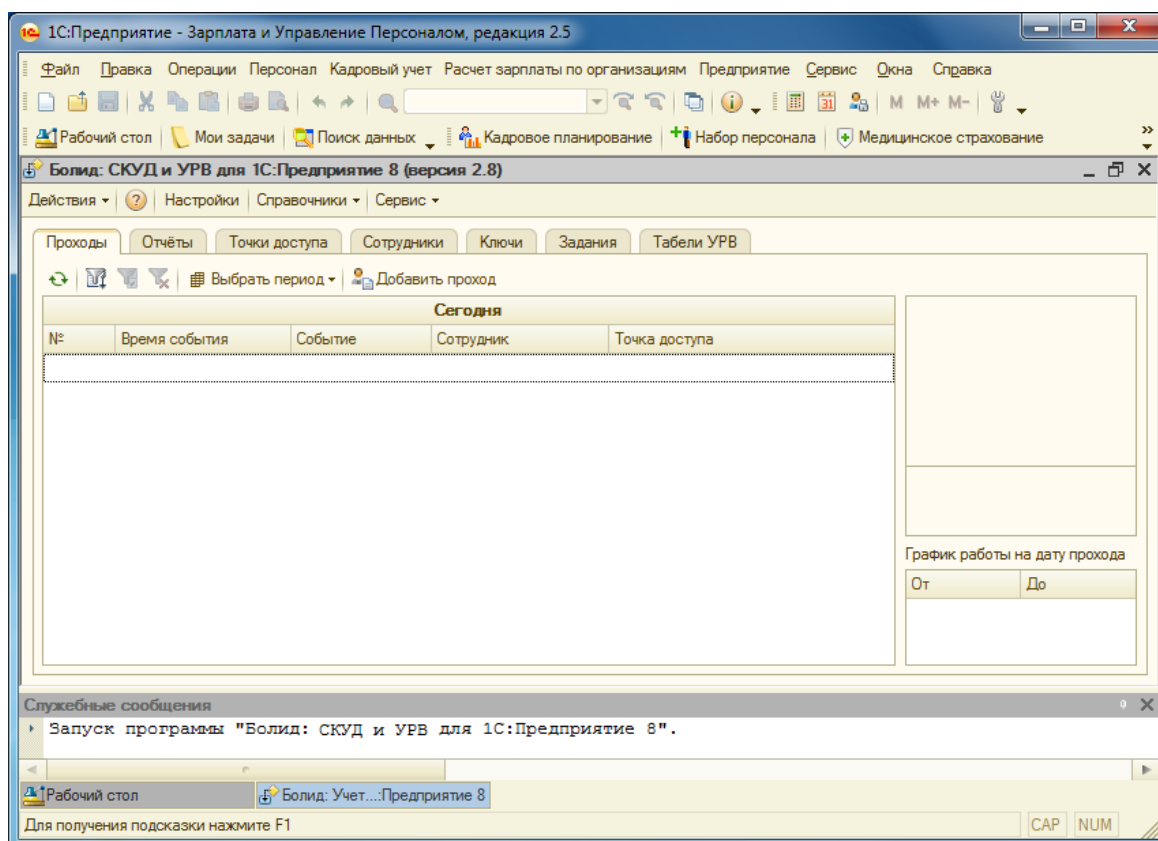 1С:Предприятие - Зарплата и Управление Персоналом, редакция 2.5
Файл Правка Операции Персонал Кадровый учет Расчет зарплаты по организациям Предприятие Сервис Окна Справка
M M+ M-
Рабочий стол Мои задачи Поиск данных Кадровое планирование Набор персонала Медицинское страхование
Болид: СКУД и УРВ для 1С:Предприятие 8 (версия 2.8)
Действия Настройки Справочники Сервис
Проходы Отчёты Точки доступа Сотрудники Ключи Задания Табели УРВ
Выбрать период Добавить проход
Сегодня
№ Время события Событие Сотрудник Точка доступа
График работы на дату прохода
От До
Служебные сообщения
Запуск программы "Болид: СКУД и УРВ для 1С:Предприятие 8".
Рабочий стол Болид: Учет...:Предприятие 8
Для получения подсказки нажмите F1 CAP NUM